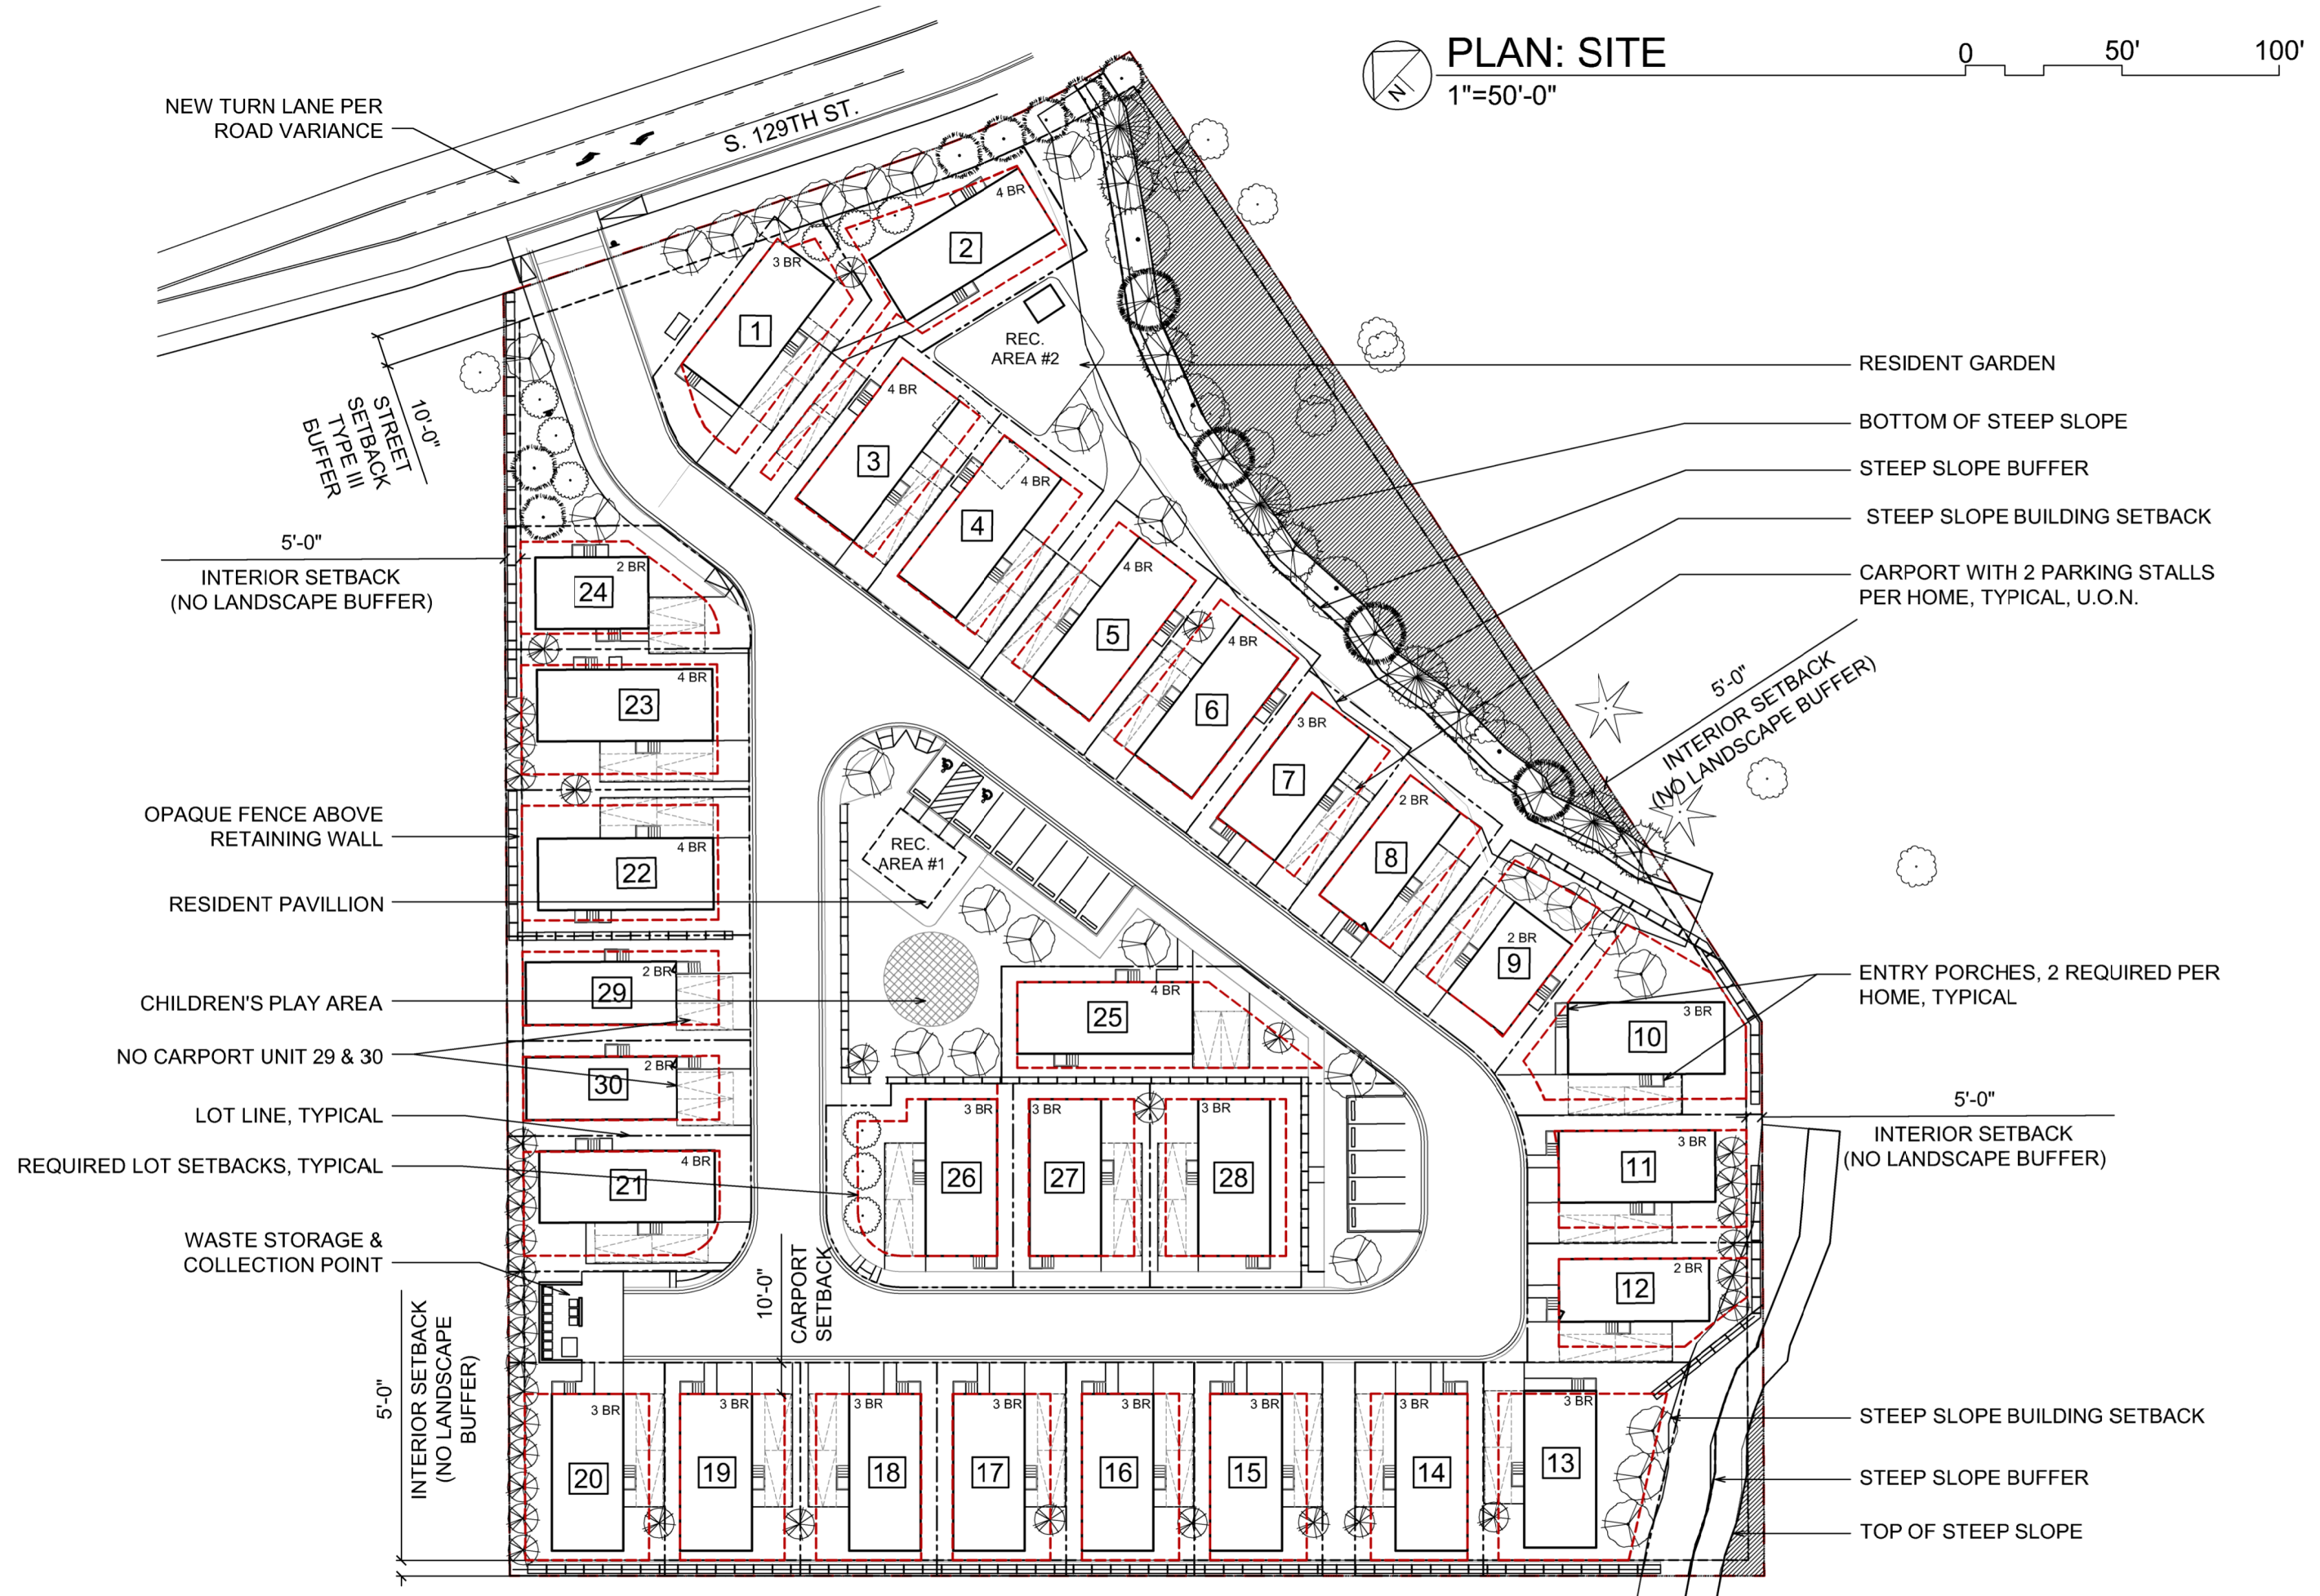 PLAN: SITE
1"=50'-0"
N
0 50' 100'
NEW TURN LANE PER
ROAD VARIANCE
S. 129TH ST.
10'-0"
STREET
SETBACK
TYPE III
BUFFER
5'-0"
INTERIOR SETBACK
(NO LANDSCAPE BUFFER)
OPAQUE FENCE ABOVE
RETAINING WALL
RESIDENT PAVILLION
CHILDREN'S PLAY AREA
NO CARPORT UNIT 29 & 30
LOT LINE, TYPICAL
REQUIRED LOT SETBACKS, TYPICAL
WASTE STORAGE &
COLLECTION POINT
5'-0"
INTERIOR SETBACK
(NO LANDSCAPE
BUFFER)
10'-0"
CARPORT
SETBACK
RESIDENT GARDEN
BOTTOM OF STEEP SLOPE
STEEP SLOPE BUFFER
STEEP SLOPE BUILDING SETBACK
CARPORT WITH 2 PARKING STALLS
PER HOME, TYPICAL, U.O.N.
5'-0"
INTERIOR SETBACK
(NO LANDSCAPE BUFFER)
ENTRY PORCHES, 2 REQUIRED PER
HOME, TYPICAL
5'-0"
INTERIOR SETBACK
(NO LANDSCAPE BUFFER)
STEEP SLOPE BUILDING SETBACK
STEEP SLOPE BUFFER
TOP OF STEEP SLOPE
REC.
AREA #2
REC.
AREA #1
3 BR
1
4 BR
2
4 BR
3
4 BR
4
4 BR
5
4 BR
6
3 BR
7
2 BR
8
2 BR
9
3 BR
10
3 BR
11
2 BR
12
3 BR
13
3 BR
14
3 BR
15
3 BR
16
3 BR
17
3 BR
18
3 BR
19
3 BR
20
4 BR
21
4 BR
22
4 BR
23
2 BR
24
4 BR
25
3 BR
26
3 BR
27
3 BR
28
2 BR
29
2 BR
30